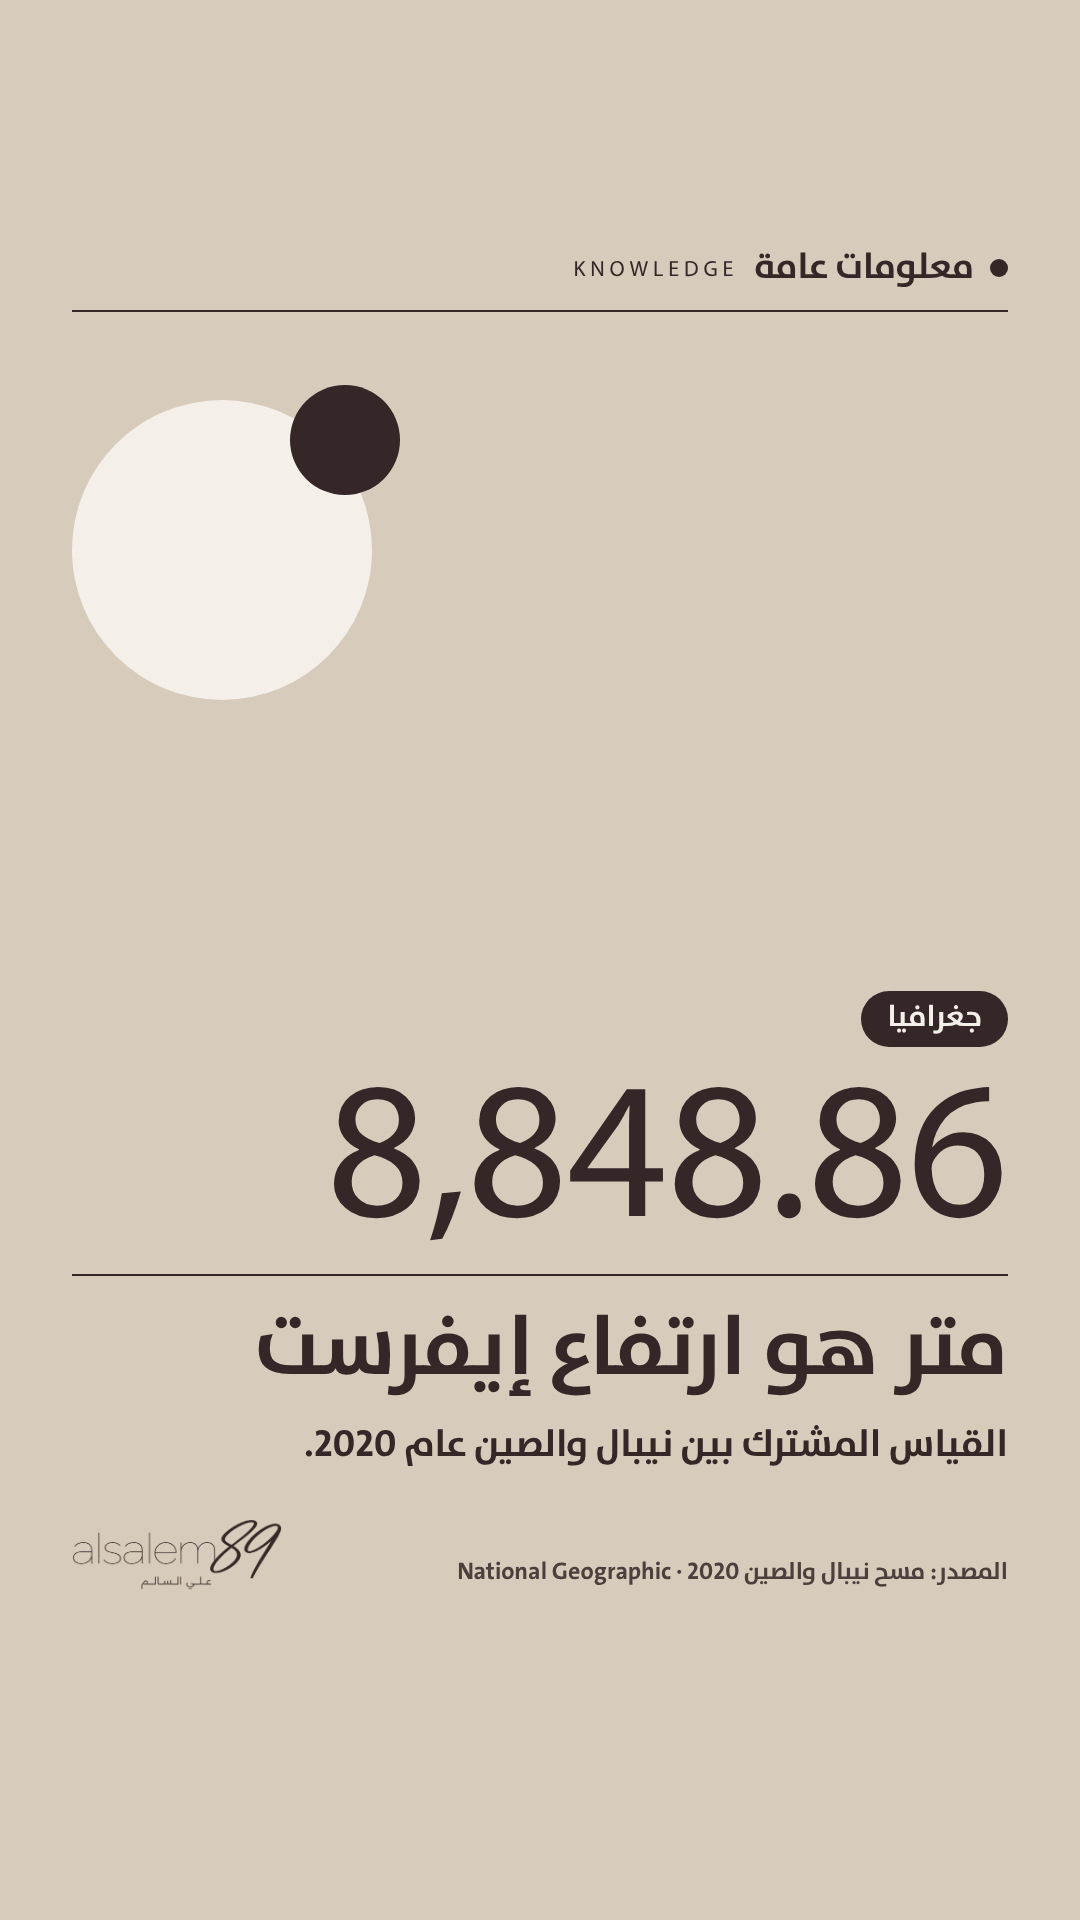 معلومات عامة KNOWLEDGE
جغرافيا
8,848.86
متر هو ارتفاع إيفرست
القياس المشترك بين نيبال والصين عام 2020.
المصدر: مسح نيبال والصين 2020 · National Geographic
alsalem89
علي السالم